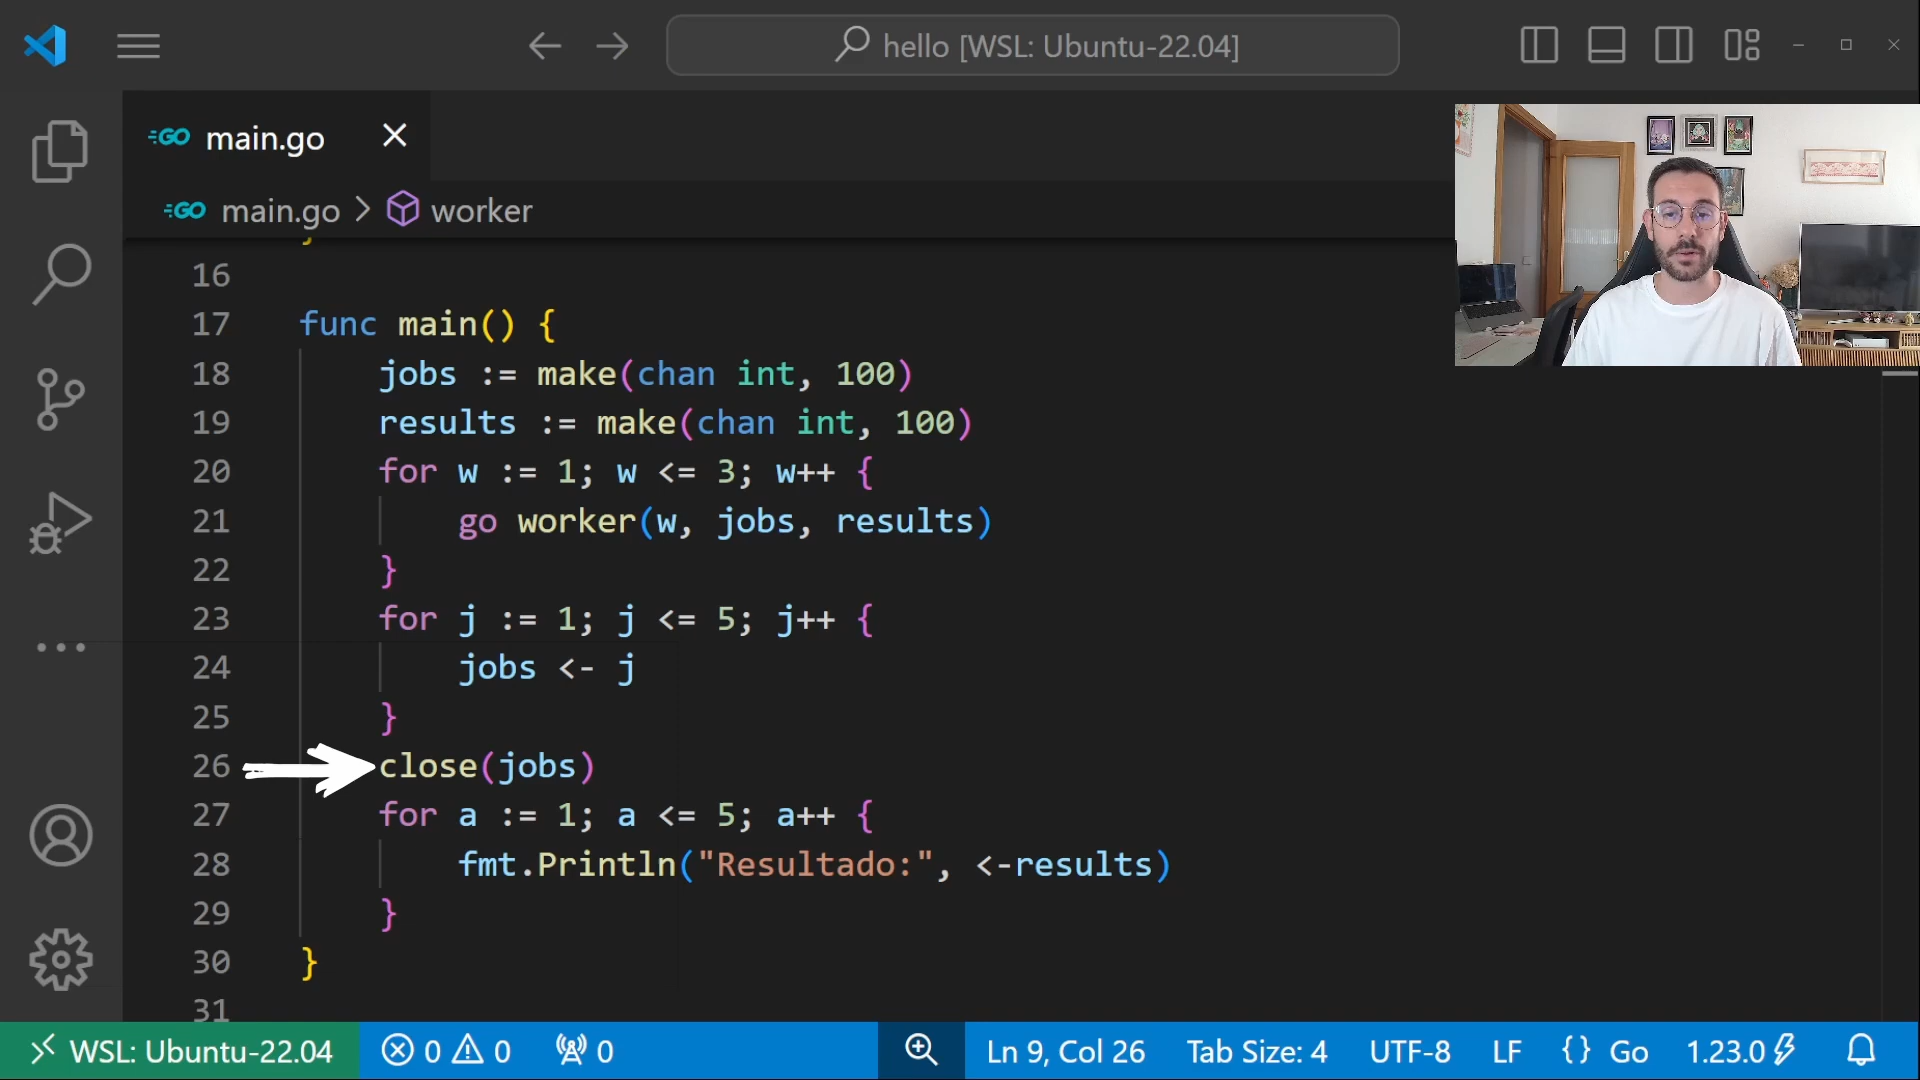 hello [WSL: Ubuntu-22.04]
GO main.go
GO main.go > worker
}
16
17 func main() {
18 jobs := make(chan int, 100)
19 results := make(chan int, 100)
20 for w := 1; w <= 3; w++ {
21 go worker(w, jobs, results)
22 }
23 for j := 1; j <= 5; j++ {
24 jobs <- j
25 }
26 close(jobs)
27 for a := 1; a <= 5; a++ {
28 fmt.Println("Resultado:", <-results)
29 }
30 }
31
WSL: Ubuntu-22.04 0 0 0 Ln 9, Col 26 Tab Size: 4 UTF-8 LF {} Go 1.23.0